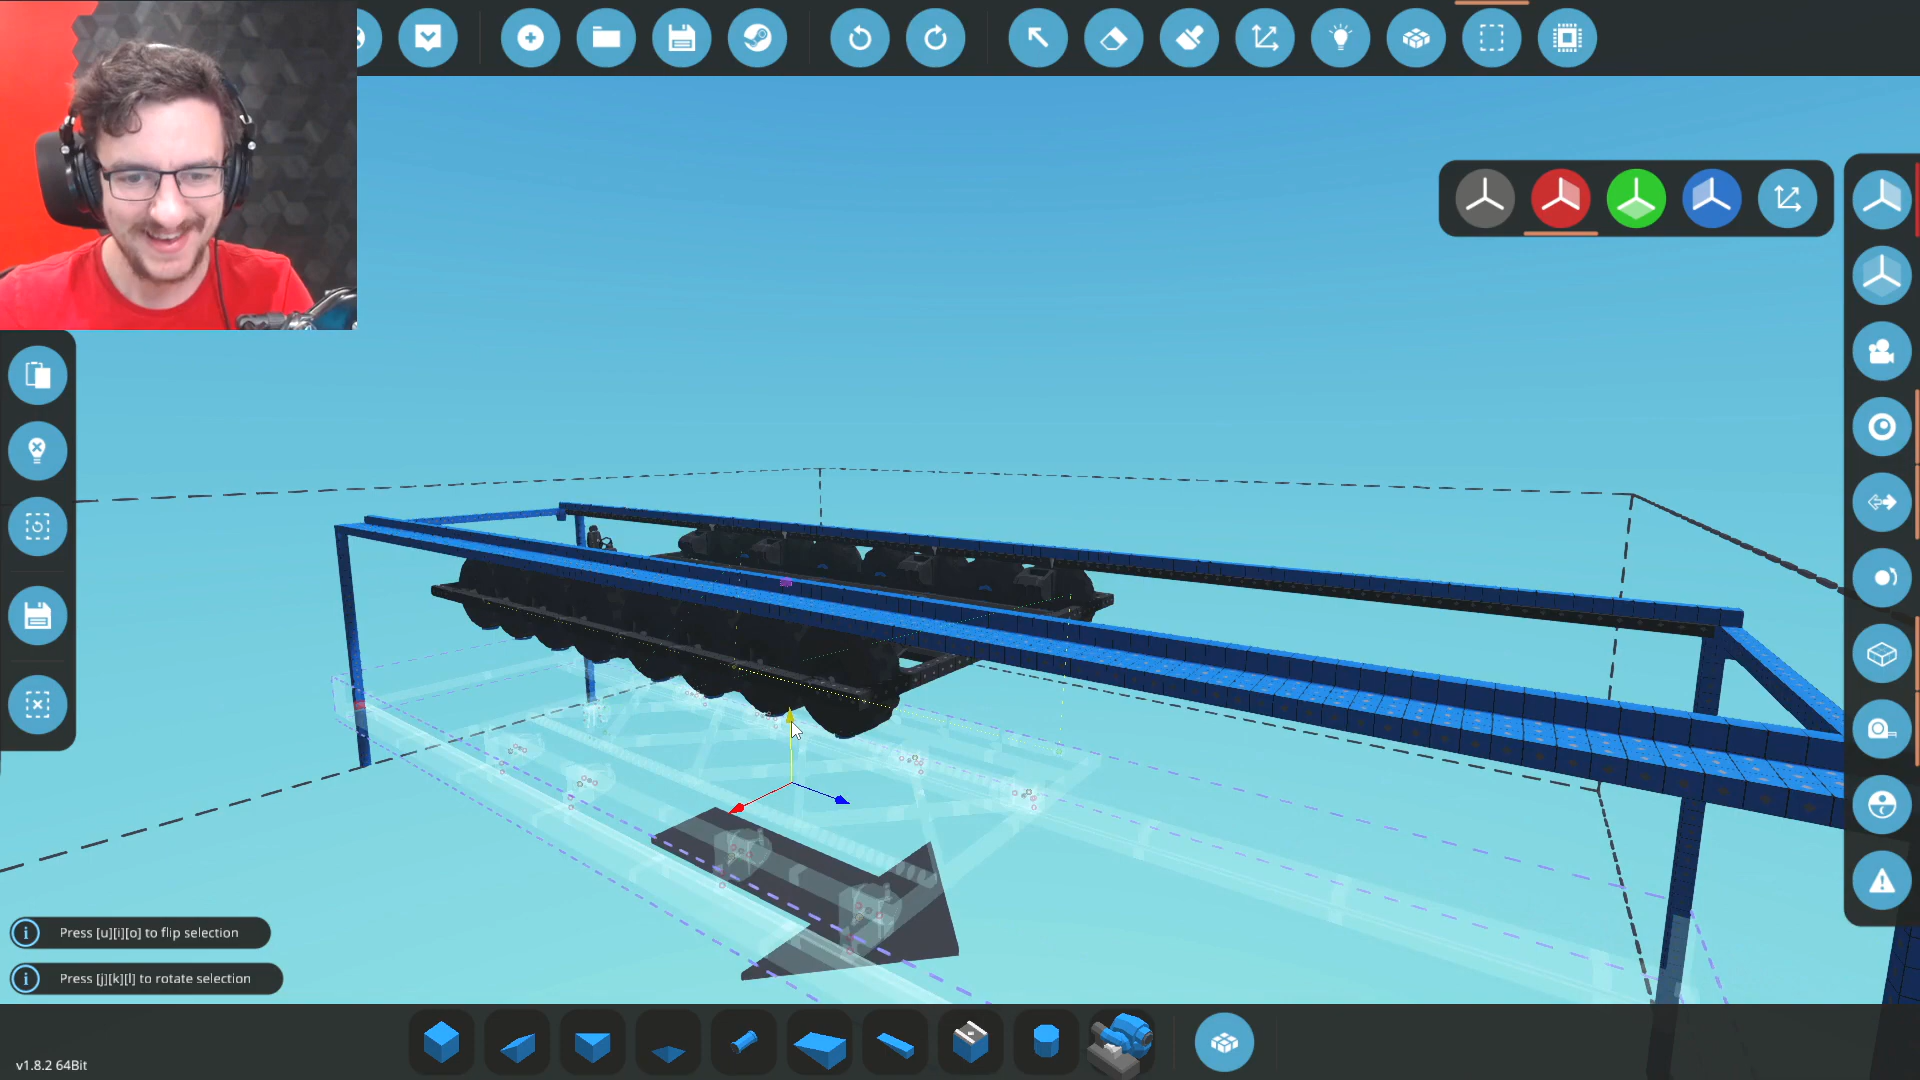 Press [u][i][o] to flip selection
Press [j][k][l] to rotate selection
v1.8.2 64Bit